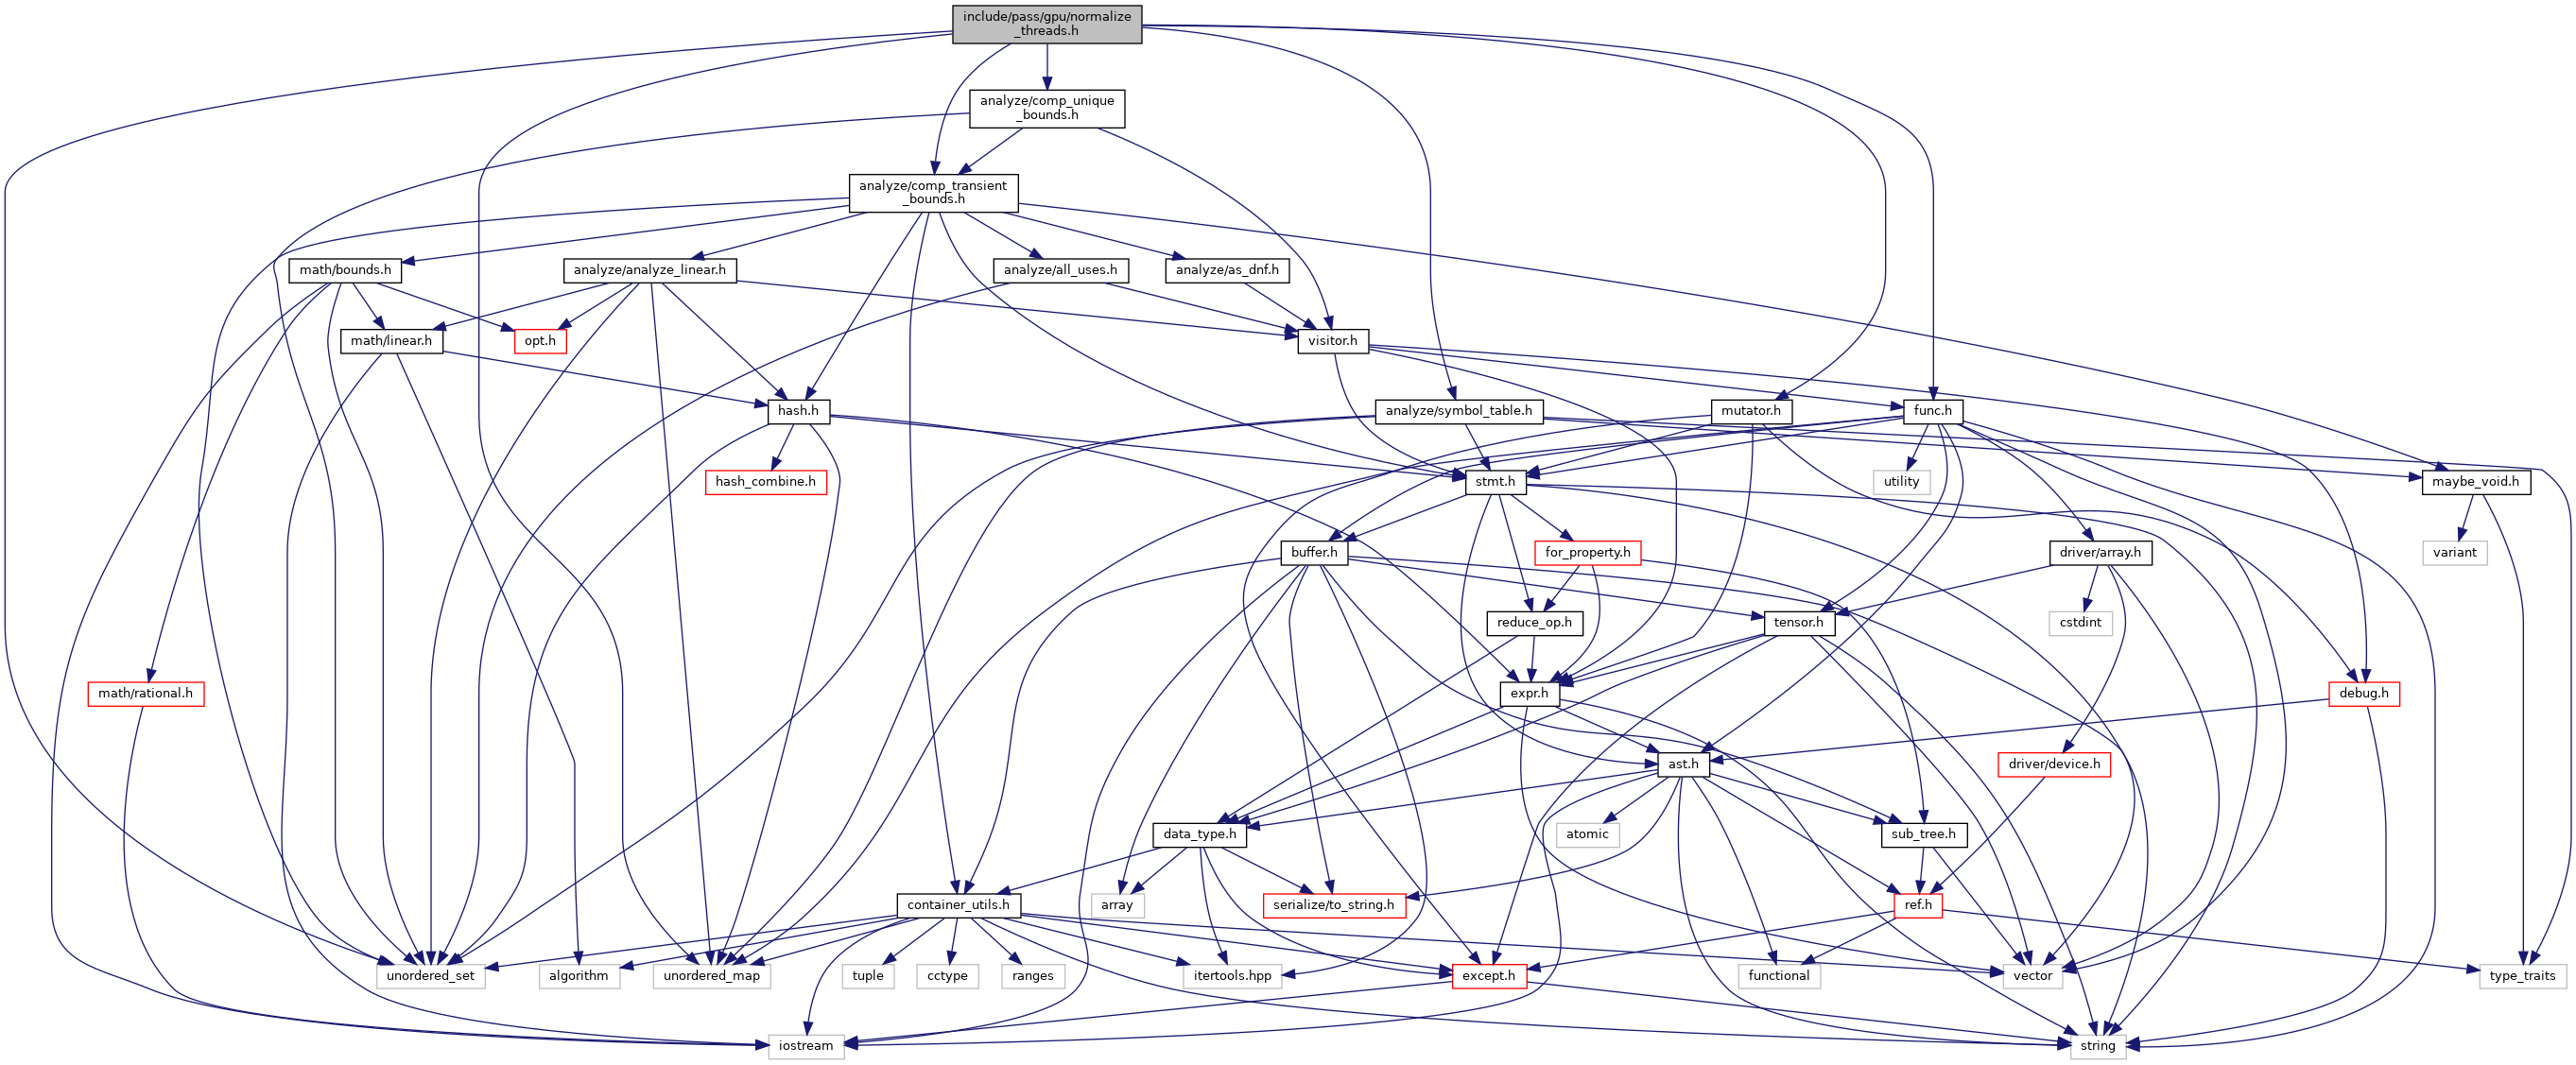 include/pass/gpu/normalize
_threads.h
analyze/comp_unique
_bounds.h
analyze/comp_transient
_bounds.h
math/bounds.h
analyze/analyze_linear.h
analyze/all_uses.h
analyze/as_dnf.h
math/linear.h
opt.h
visitor.h
hash.h
analyze/symbol_table.h
mutator.h
func.h
hash_combine.h
stmt.h
utility
maybe_void.h
buffer.h
for_property.h
driver/array.h
variant
reduce_op.h
tensor.h
cstdint
math/rational.h
expr.h
debug.h
ast.h
driver/device.h
data_type.h
atomic
sub_tree.h
container_utils.h
array
serialize/to_string.h
ref.h
unordered_set
algorithm
unordered_map
tuple
cctype
ranges
itertools.hpp
except.h
functional
vector
type_traits
iostream
string